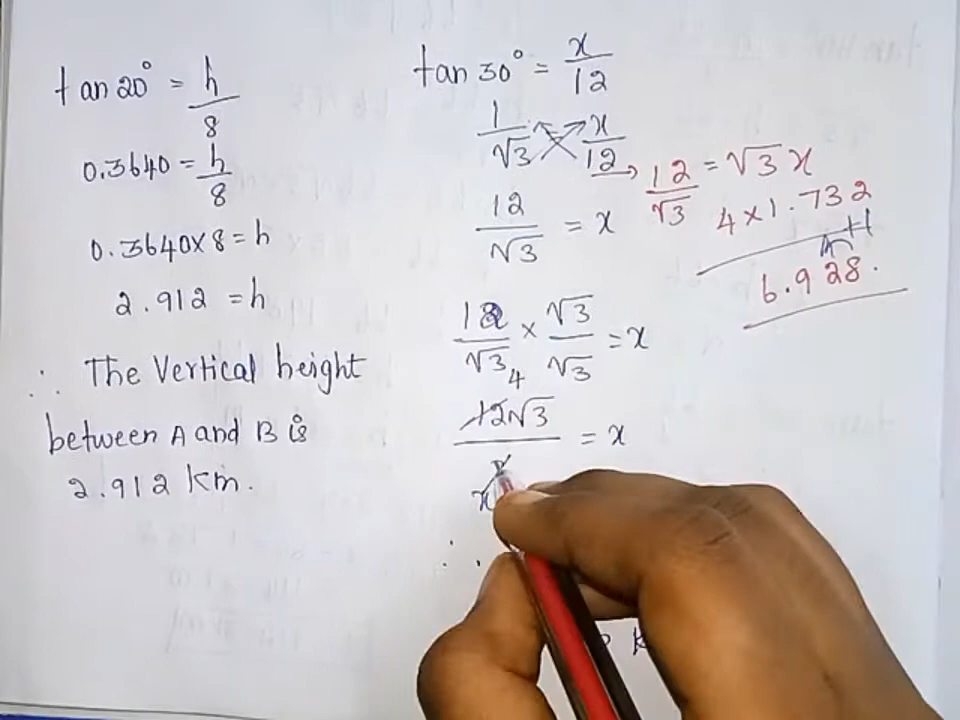 tan 20° = h/8
0.3640 = h/8
0.3640 × 8 = h
2.912 = h
∴ The Vertical height
between A and B is
2.912 km.
tan 30° = x/12
1/√3 = x/12
12/√3 = x
12/√3 × √3/√3 = x
4
12√3/ = x
∴
12/√3 = √3 x
4 × 1.732
6.928.